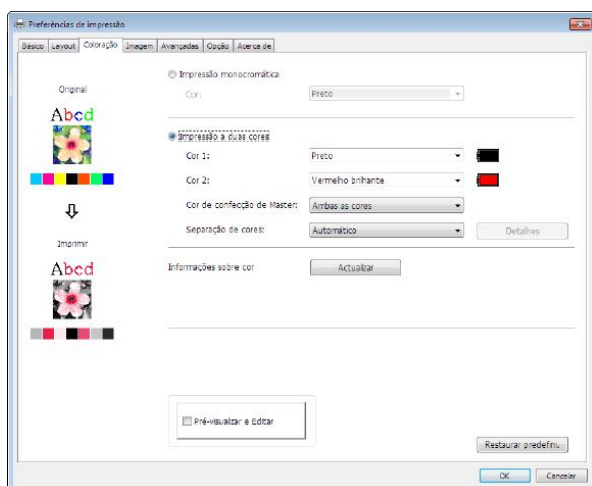 Preferências de impressão
Básico Layout Coloração Imagem Avançadas Opção Acerca de
Original
Abcd
Imprimir
Abcd
Impressão monocromática
Cor: Preto
Impressão a duas cores
Cor 1: Preto
Cor 2: Vermelho brilhante
Cor de confecção de Master: Ambas as cores
Separação de cores: Automático Detalhes
Informações sobre cor Actualizar
Pré-visualizar e Editar
Restaurar predefini..
OK Cancelar